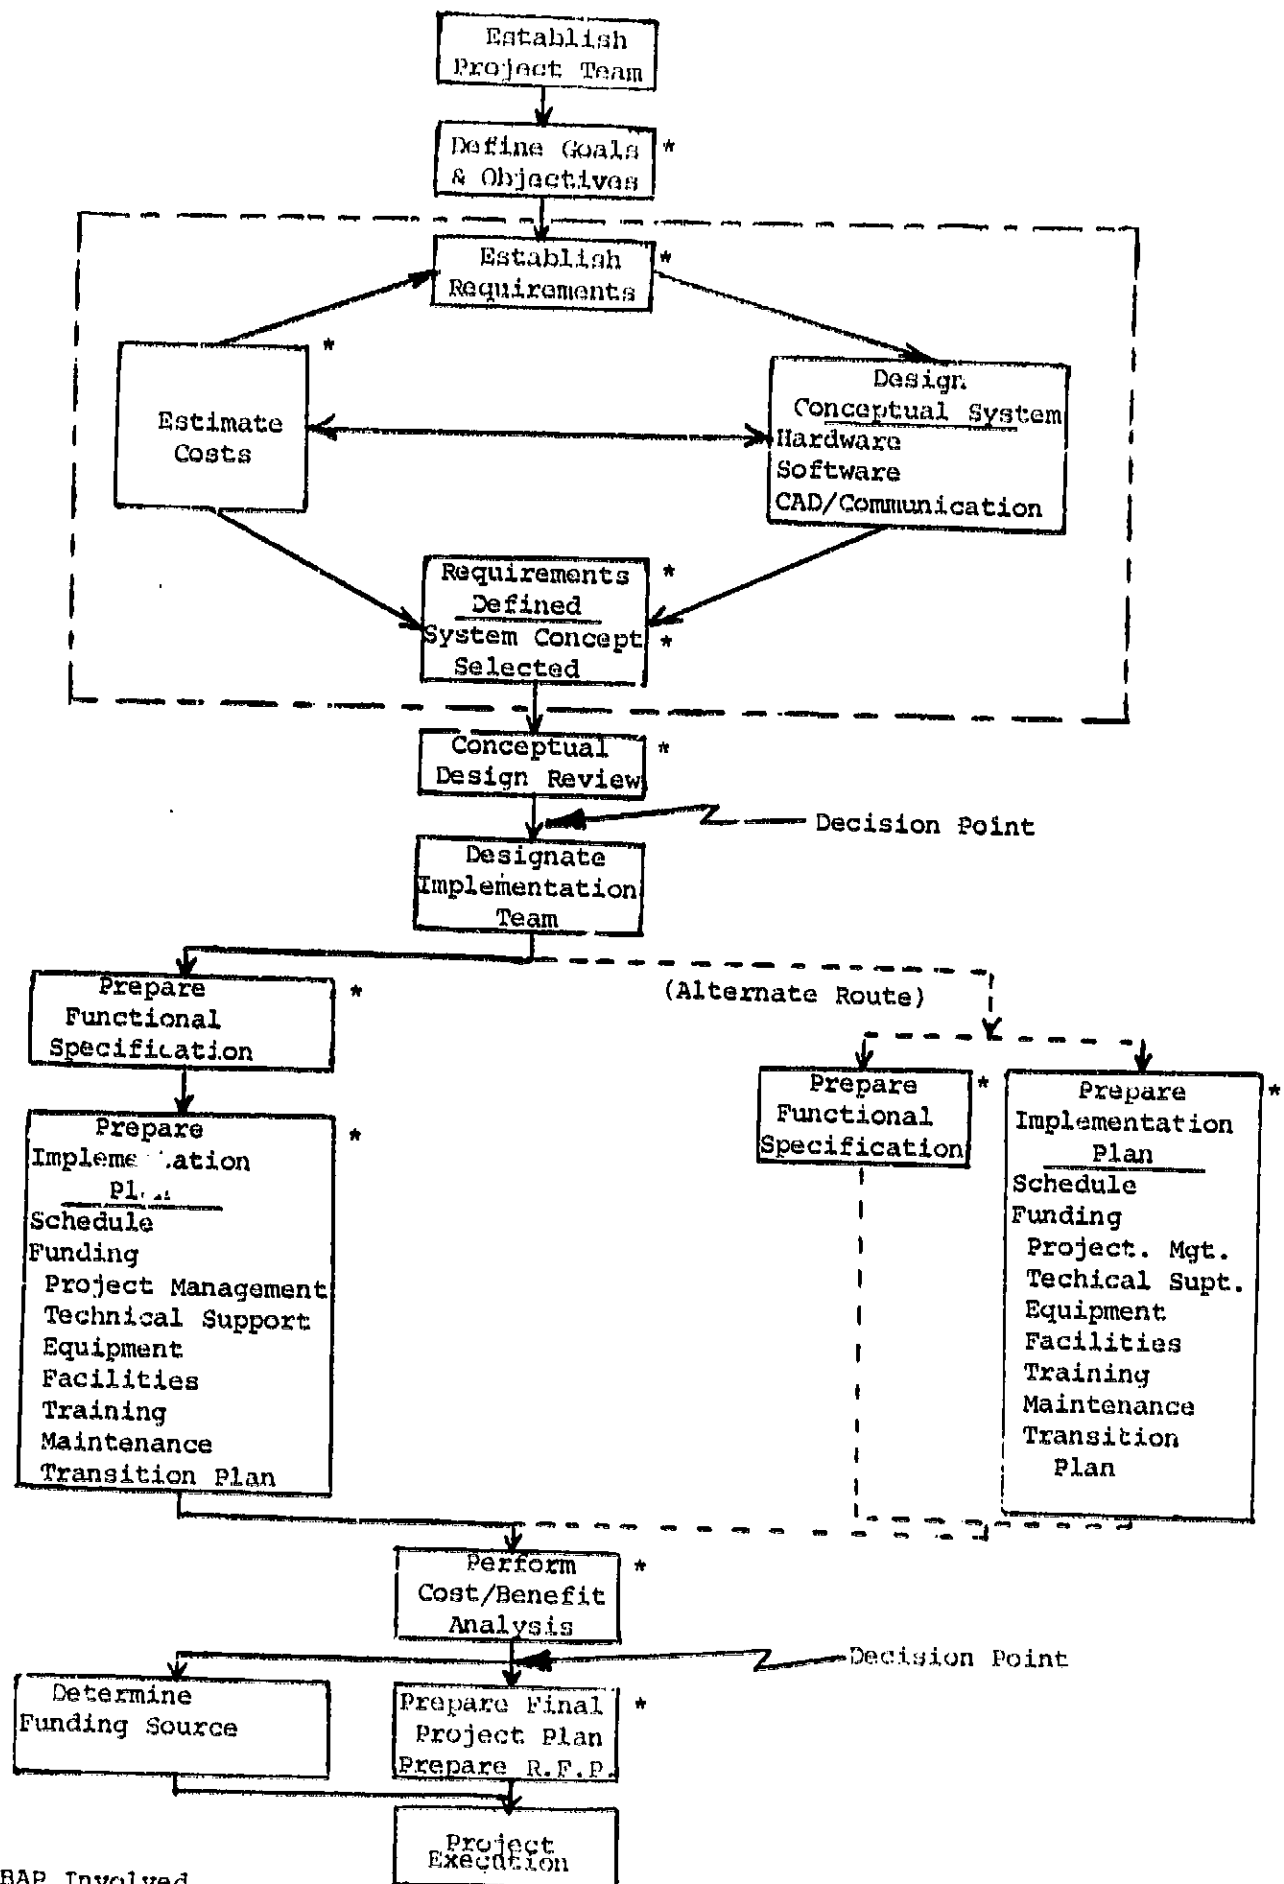 Establish
Project Team
Define Goals *
& Objectives
Establish *
Requirements
*
Estimate
Costs
Design
Conceptual System
Hardware
Software
CAD/Communication
Requirements *
Defined
System Concept *
Selected
Conceptual *
Design Review
Decision Point
Designate
Implementation
Team
(Alternate Route)
Prepare *
Functional
Specification
Prepare *
Implementation
Schedule
Funding
Project Management
Technical Support
Equipment
Facilities
Training
Maintenance
Transition Plan
Prepare *
Functional
Specification
Prepare *
Implementation
Plan
Schedule
Funding
Project. Mgt.
Techical Supt.
Equipment
Facilities
Training
Maintenance
Transition
Plan
Perform *
Cost/Benefit
Analysis
Decision Point
Determine
Funding Source
Prepare Final *
Project Plan
Prepare R.F.P.
Project
Execution
Involved